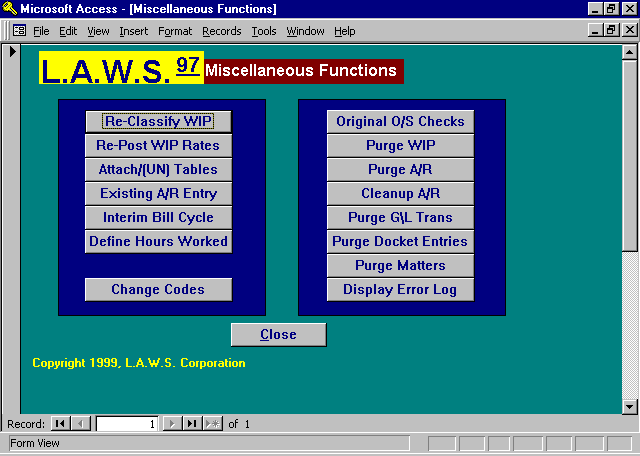 Microsoft Access - [Miscellaneous Functions]
File Edit View Insert Format Records Tools Window Help
L.A.W.S. 97 Miscellaneous Functions
Re-Classify WIP
Re-Post WIP Rates
Attach/(UN) Tables
Existing A/R Entry
Interim Bill Cycle
Define Hours Worked
Change Codes
Original O/S Checks
Purge WIP
Purge A/R
Cleanup A/R
Purge G\L Trans
Purge Docket Entries
Purge Matters
Display Error Log
Close
Copyright 1999, L.A.W.S. Corporation
Record: 1 of 1
Form View